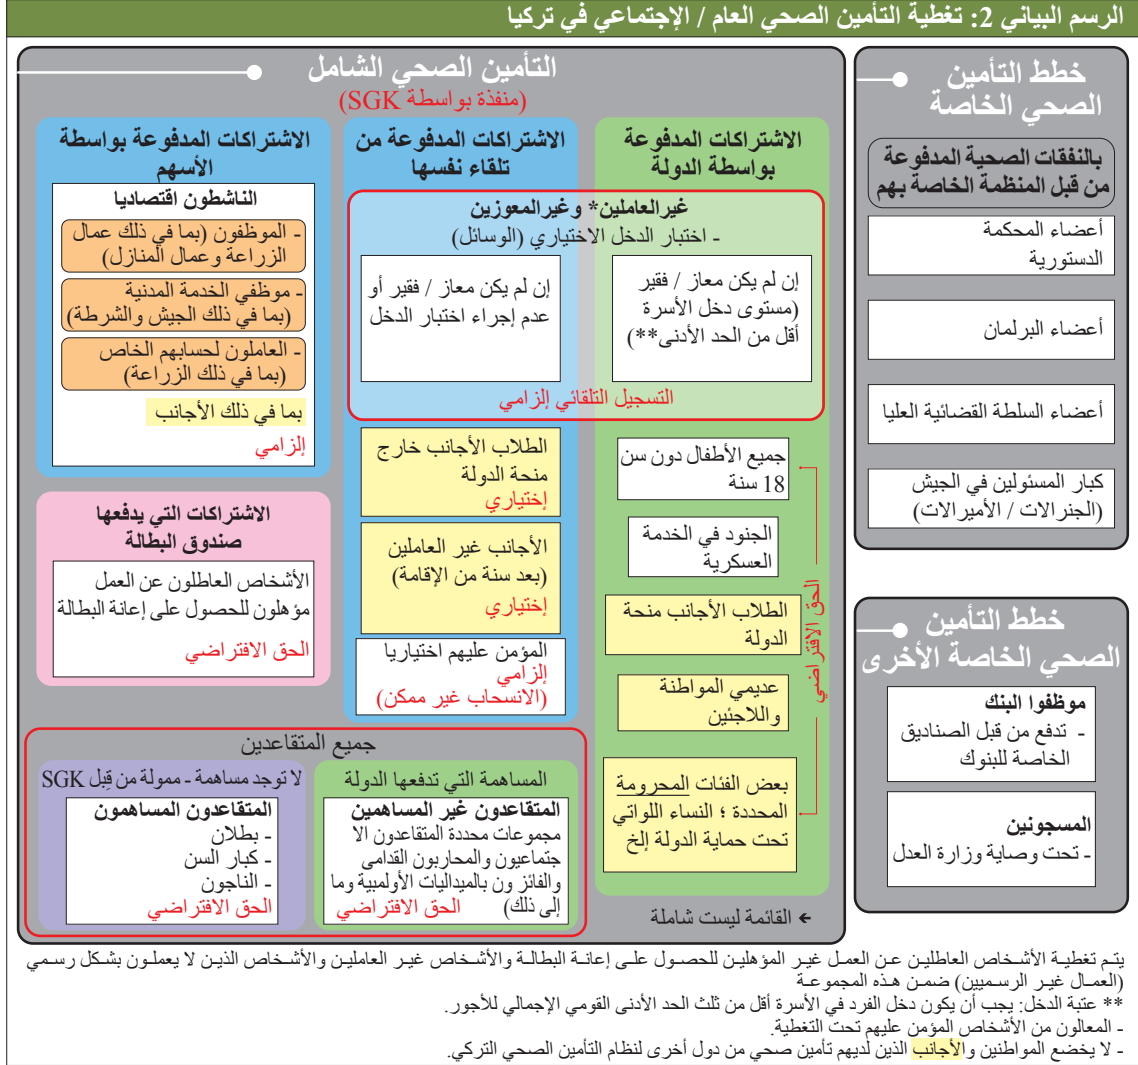 الرسم البياني 2: تغطية التأمين الصحي العام / الإجتماعي في تركيا
خطط التأمين
الصحي الخاصة
بالنفقات الصحية المدفوعة
من قبل المنظمة الخاصة بهم
أعضاء المحكمة
الدستورية
أعضاء البرلمان
أعضاء السلطة القضائية العليا
كبار المسئولين في الجيش
(الجنرالات / الأميرالات)
خطط التأمين
الصحي الخاصة الأخرى
موظفوا البنك
- تدفع من قبل الصناديق
الخاصة للبنوك
المسجونين
- تحت وصاية وزارة العدل
التأمين الصحي الشامل
(منفذة بواسطة SGK)
الاشتراكات المدفوعة
بواسطة الدولة
الاشتراكات المدفوعة من
تلقاء نفسها
الاشتراكات المدفوعة بواسطة
الأسهم
غيرالعاملين* وغيرالمعوزين
- اختبار الدخل الاختياري (الوسائل)
إن لم يكن معاز / فقير
(مستوى دخل الأسرة
أقل من الحد الأدنى**)
إن لم يكن معاز / فقير أو
عدم إجراء اختبار الدخل
التسجيل التلقائي إلزامي
جميع الأطفال دون سن
18 سنة
الجنود في الخدمة
العسكرية
الطلاب الأجانب منحة
الدولة
عديمي المواطنة
واللاجئين
بعض الفئات المحرومة
المحددة ؛ النساء اللواتي
تحت حماية الدولة إلخ
الحق الافتراضي
← القائمة ليست شاملة
الطلاب الأجانب خارج
منحة الدولة
إختياري
الأجانب غير العاملين
(بعد سنة من الإقامة)
إختياري
المؤمن عليهم اختياريا
إلزامي
(الانسحاب غير ممكن)
الناشطون اقتصاديا
- الموظفون (بما في ذلك عمال
الزراعة وعمال المنازل)
- موظفي الخدمة المدنية
(بما في ذلك الجيش والشرطة)
- العاملون لحسابهم الخاص
(بما في ذلك الزراعة)
بما في ذلك الأجانب
إلزامي
الاشتراكات التي يدفعها
صندوق البطالة
الأشخاص العاطلون عن العمل
مؤهلون للحصول على إعانة البطالة
الحق الافتراضي
جميع المتقاعدين
المساهمة التي تدفعها الدولة
المتقاعدون غير المساهمين
مجموعات محددة المتقاعدون الا
جتماعيون والمحاربون القدامى
والفائز ون بالميداليات الأولمبية وما
إلى ذلك) الحق الافتراضي
لا توجد مساهمة - ممولة من قِبل SGK
المتقاعدون المساهمون
- بطلان
- كبار السن
- الناجون
الحق الافتراضي
يتم تغطية الأشخاص العاطلين عن العمل غير المؤهلين للحصول على إعانة البطالة والأشخاص غير العاملين والأشخاص الذين لا يعملون بشكل رسمي
(العمال غير الرسميين) ضمن هذه المجموعة
** عتبة الدخل: يجب أن يكون دخل الفرد في الأسرة أقل من ثلث الحد الأدنى القومي الإجمالي للأجور.
- المعالون من الأشخاص المؤمن عليهم تحت التغطية.
- لا يخضع المواطنين والأجانب الذين لديهم تأمين صحي من دول أخرى لنظام التأمين الصحي التركي.